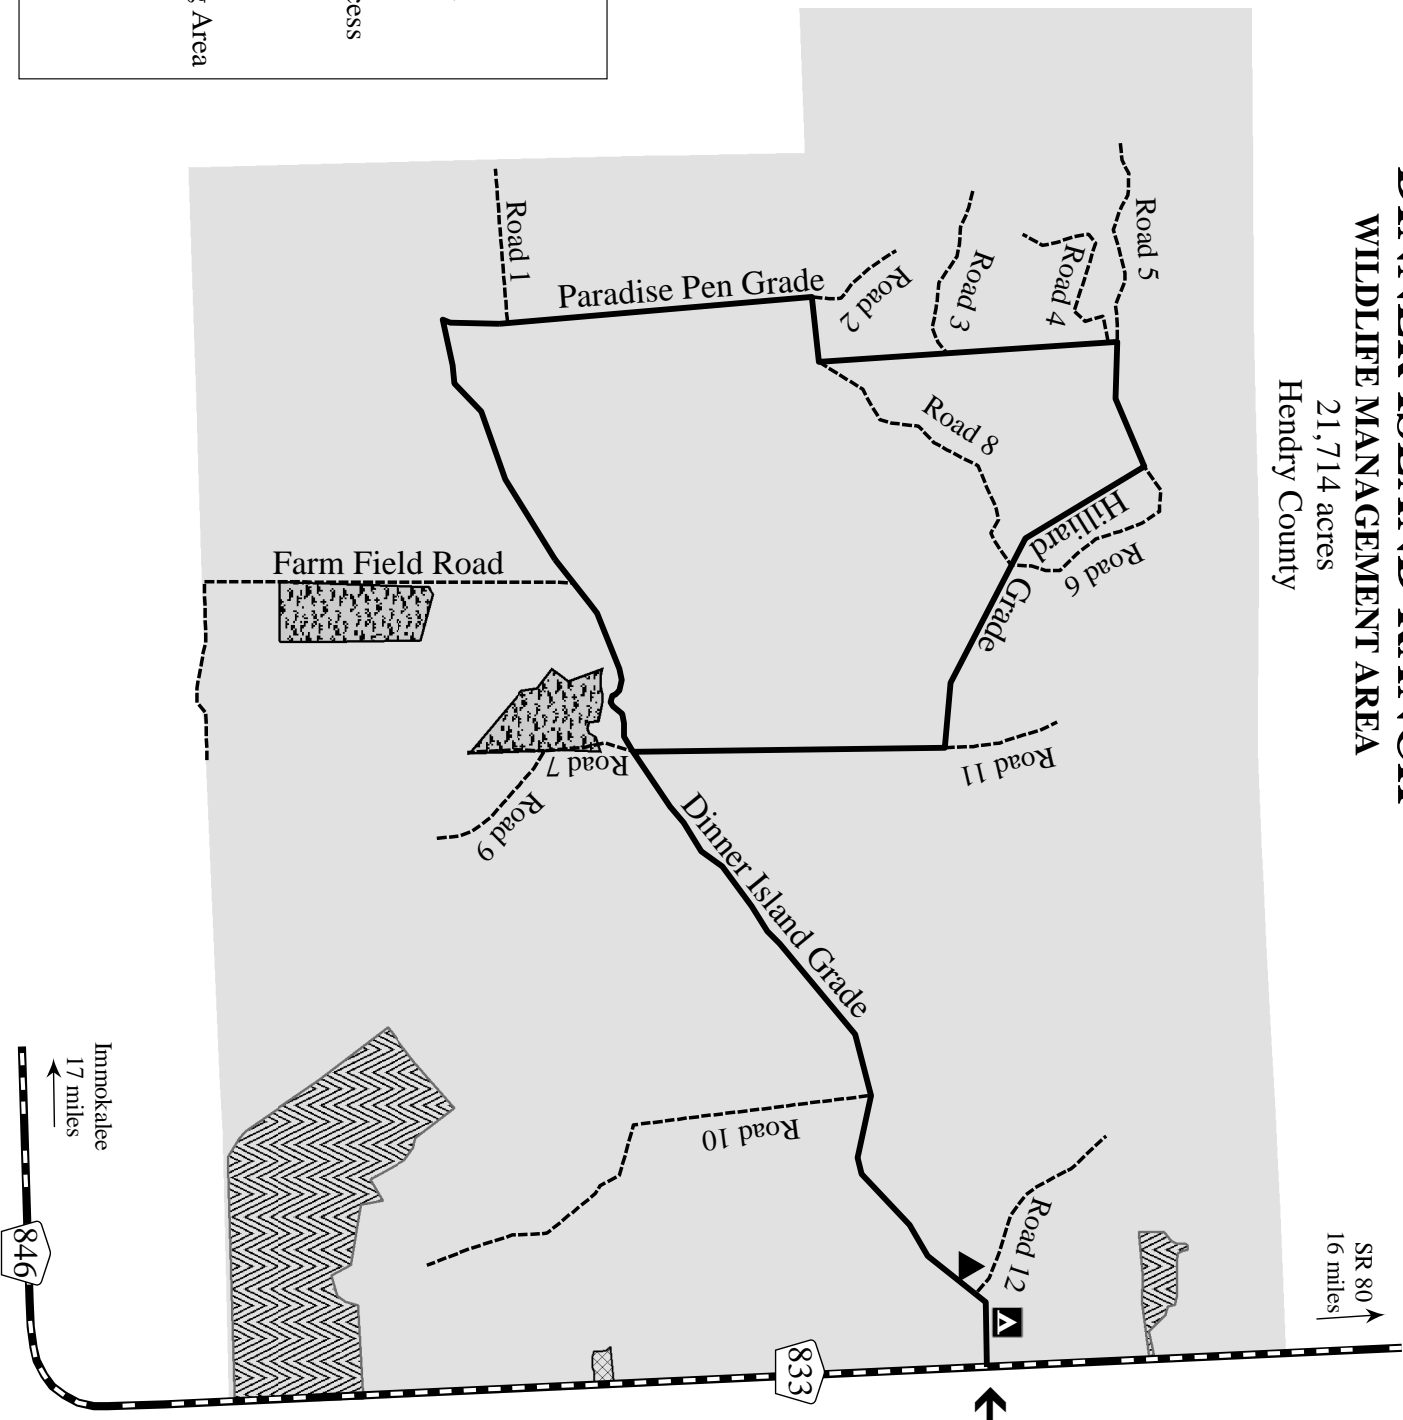 WILDLIFE MANAGEMENT AREA
21,714 acres
Hendry County
SR 80
16 miles
Road 5
Road 4
Road 3
Road 2
Paradise Pen Grade
Road 1
Road 8
Hilliard
Grade
Road 6
Road 11
Farm Field Road
Road 7
Road 9
Dinner Island Grade
Road 10
Road 12
833
846
Immokalee
17 miles
Area